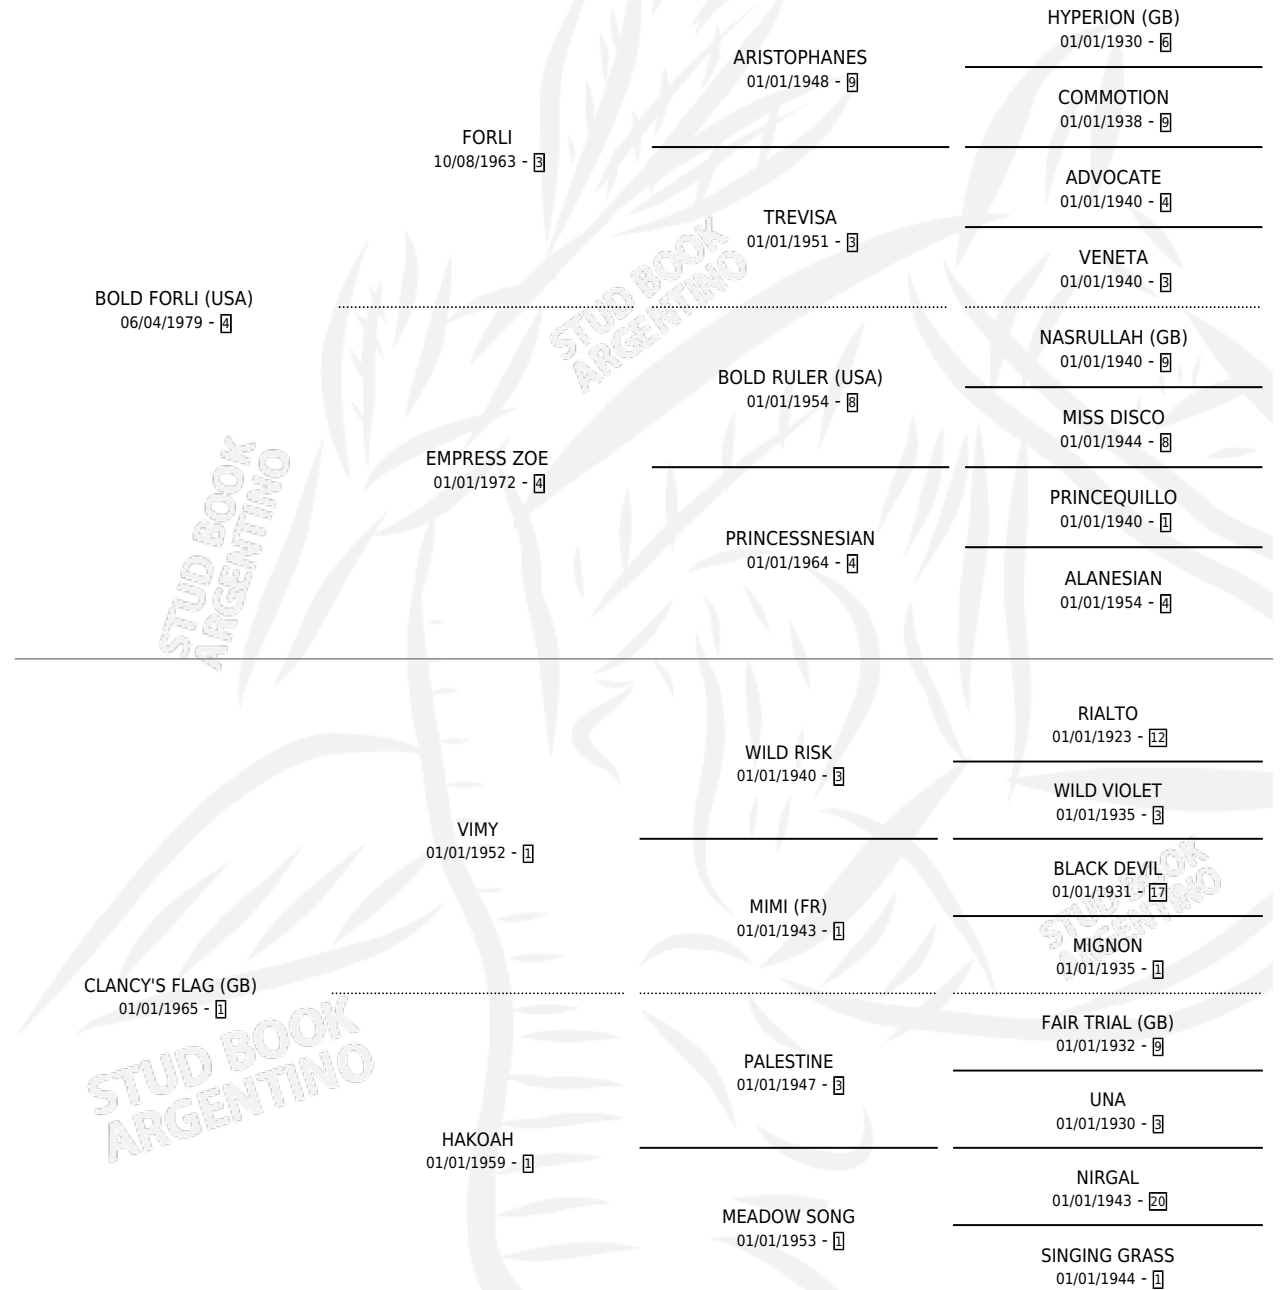 HYPERION (GB)
01/01/1930 - 6
ARISTOPHANES
01/01/1948 - 9
COMMOTION
01/01/1938 - 9
FORLI
10/08/1963 - 3
ADVOCATE
01/01/1940 - 4
TREVISA
01/01/1951 - 3
VENETA
01/01/1940 - 3
BOLD FORLI (USA)
06/04/1979 - 4
NASRULLAH (GB)
01/01/1940 - 9
BOLD RULER (USA)
01/01/1954 - 8
MISS DISCO
01/01/1944 - 8
EMPRESS ZOE
01/01/1972 - 4
PRINCEQUILLO
01/01/1940 - 1
PRINCESSNESIAN
01/01/1964 - 4
ALANESIAN
01/01/1954 - 4
RIALTO
01/01/1923 - 12
WILD RISK
01/01/1940 - 3
WILD VIOLET
01/01/1935 - 3
VIMY
01/01/1952 - 1
BLACK DEVIL
01/01/1931 - 17
MIMI (FR)
01/01/1943 - 1
MIGNON
01/01/1935 - 1
CLANCY'S FLAG (GB)
01/01/1965 - 1
FAIR TRIAL (GB)
01/01/1932 - 9
PALESTINE
01/01/1947 - 3
UNA
01/01/1930 - 3
HAKOAH
01/01/1959 - 1
NIRGAL
01/01/1943 - 20
MEADOW SONG
01/01/1953 - 1
SINGING GRASS
01/01/1944 - 1
STUD BOOK
ARGENTINO
STUD BOOK
ARGENTINO
STUD BOOK
ARGENTINO
STUD BOOK
ARGENTINO